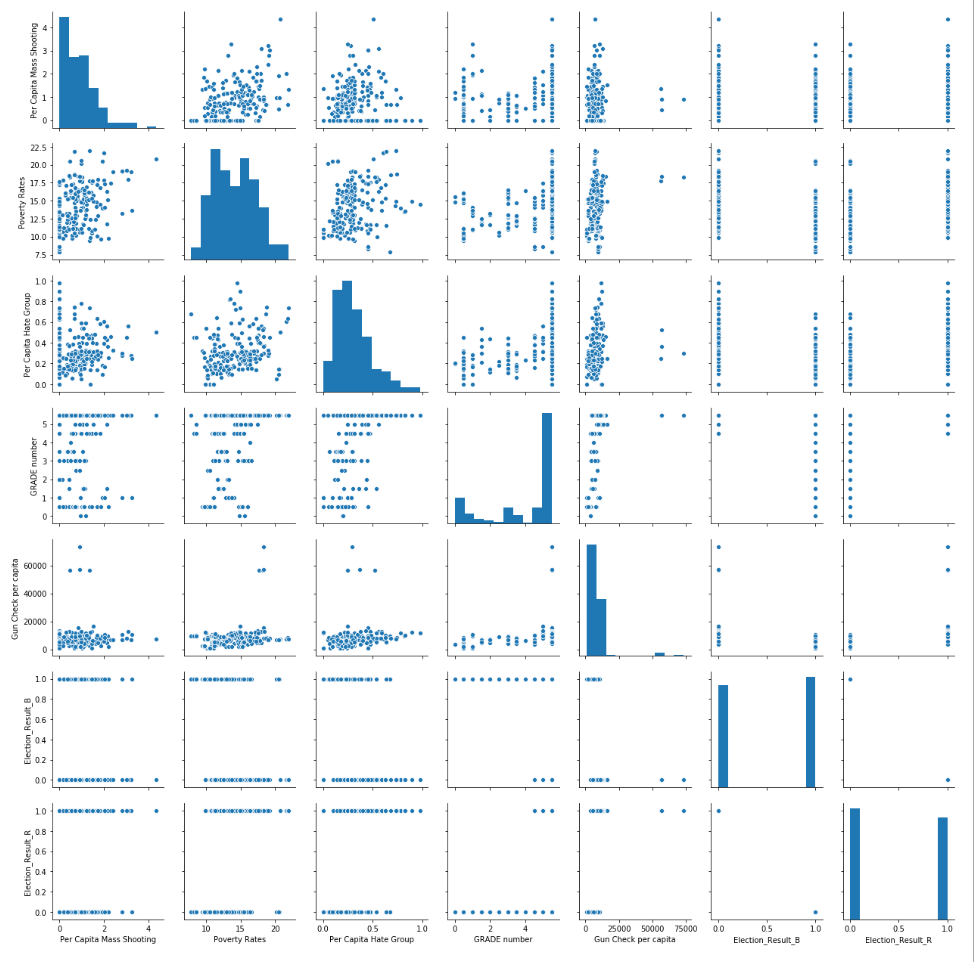 Per Capita Mass Shooting
4
3
2
1
0
Poverty Rates
22.5
20.0
17.5
15.0
12.5
10.0
7.5
Per Capita Hate Group
1.0
0.8
0.6
0.4
0.2
0.0
GRADE number
5
4
3
2
1
0
Gun Check per capita
60000
40000
20000
0
Election_Result_B
1.0
0.8
0.6
0.4
0.2
0.0
Election_Result_R
1.0
0.8
0.6
0.4
0.2
0.0
0 2 4
10 15 20
0.0 0.5 1.0
0 2 4
0 25000 50000 75000
0.0 0.5 1.0
0.0 0.5 1.0
Per Capita Mass Shooting
Poverty Rates
Per Capita Hate Group
GRADE number
Gun Check per capita
Election_Result_B
Election_Result_R